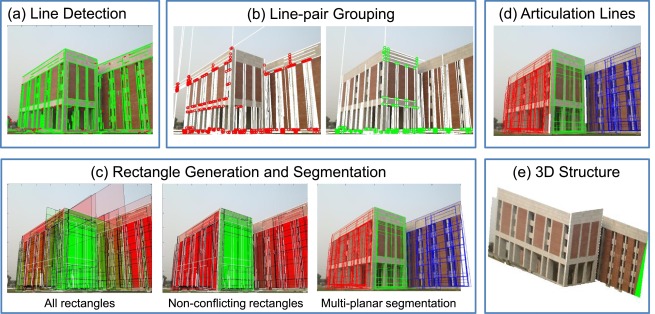 (a) Line Detection
(b) Line-pair Grouping
(d) Articulation Lines
(c) Rectangle Generation and Segmentation
All rectangles
Non-conflicting rectangles
Multi-planar segmentation
(e) 3D Structure